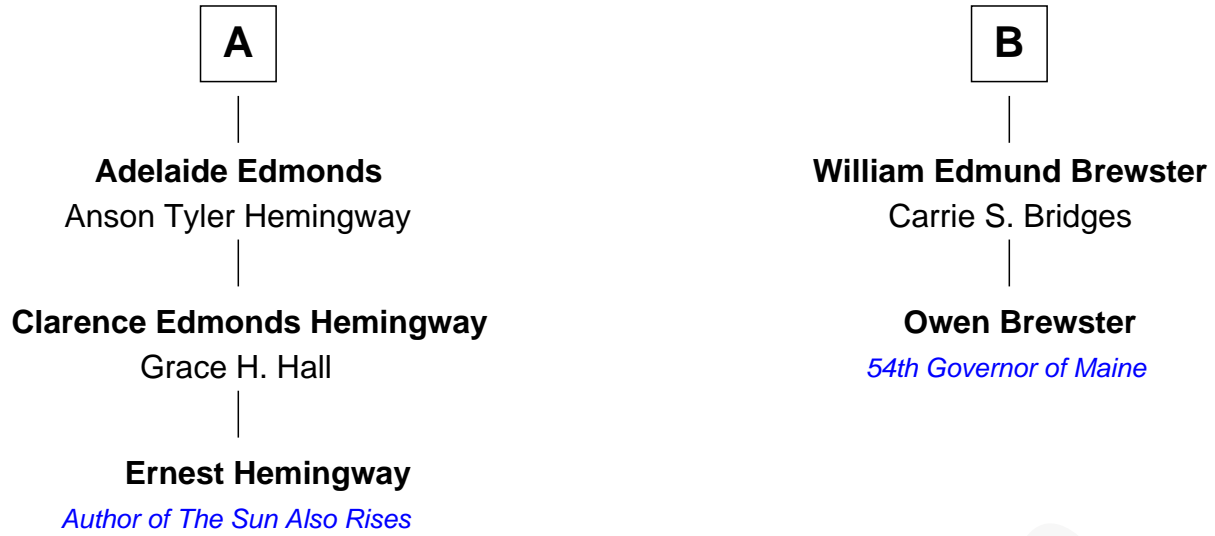 A
Adelaide Edmonds
Anson Tyler Hemingway
Clarence Edmonds Hemingway
Grace H. Hall
Ernest Hemingway
Author of The Sun Also Rises
B
William Edmund Brewster
Carrie S. Bridges
Owen Brewster
54th Governor of Maine